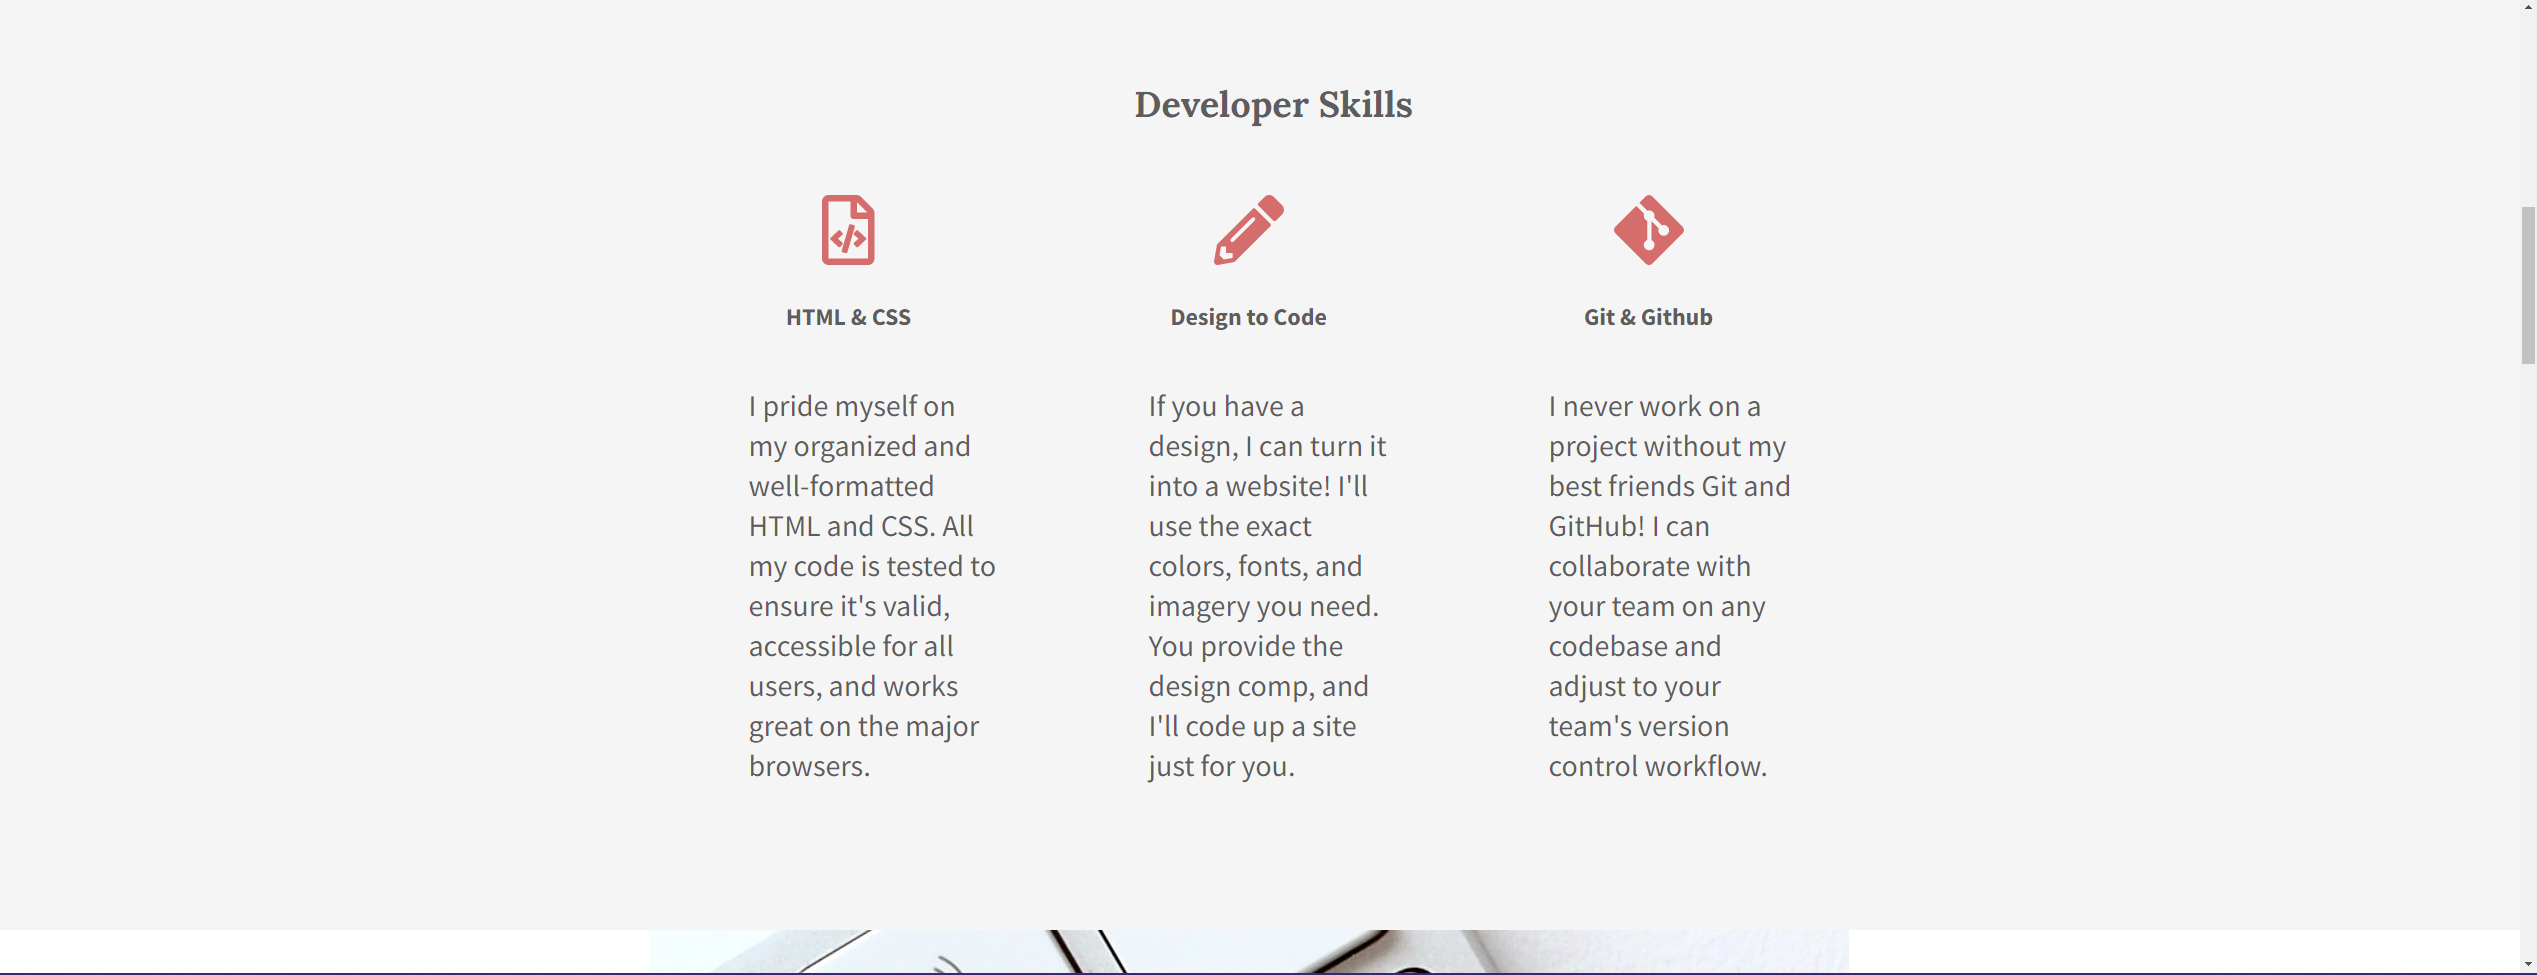 Developer Skills
HTML & CSS
I pride myself on
my organized and
well-formatted
HTML and CSS. All
my code is tested to
ensure it's valid,
accessible for all
users, and works
great on the major
browsers.
Design to Code
If you have a
design, I can turn it
into a website! I'll
use the exact
colors, fonts, and
imagery you need.
You provide the
design comp, and
I'll code up a site
just for you.
Git & Github
I never work on a
project without my
best friends Git and
GitHub! I can
collaborate with
your team on any
codebase and
adjust to your
team's version
control workflow.